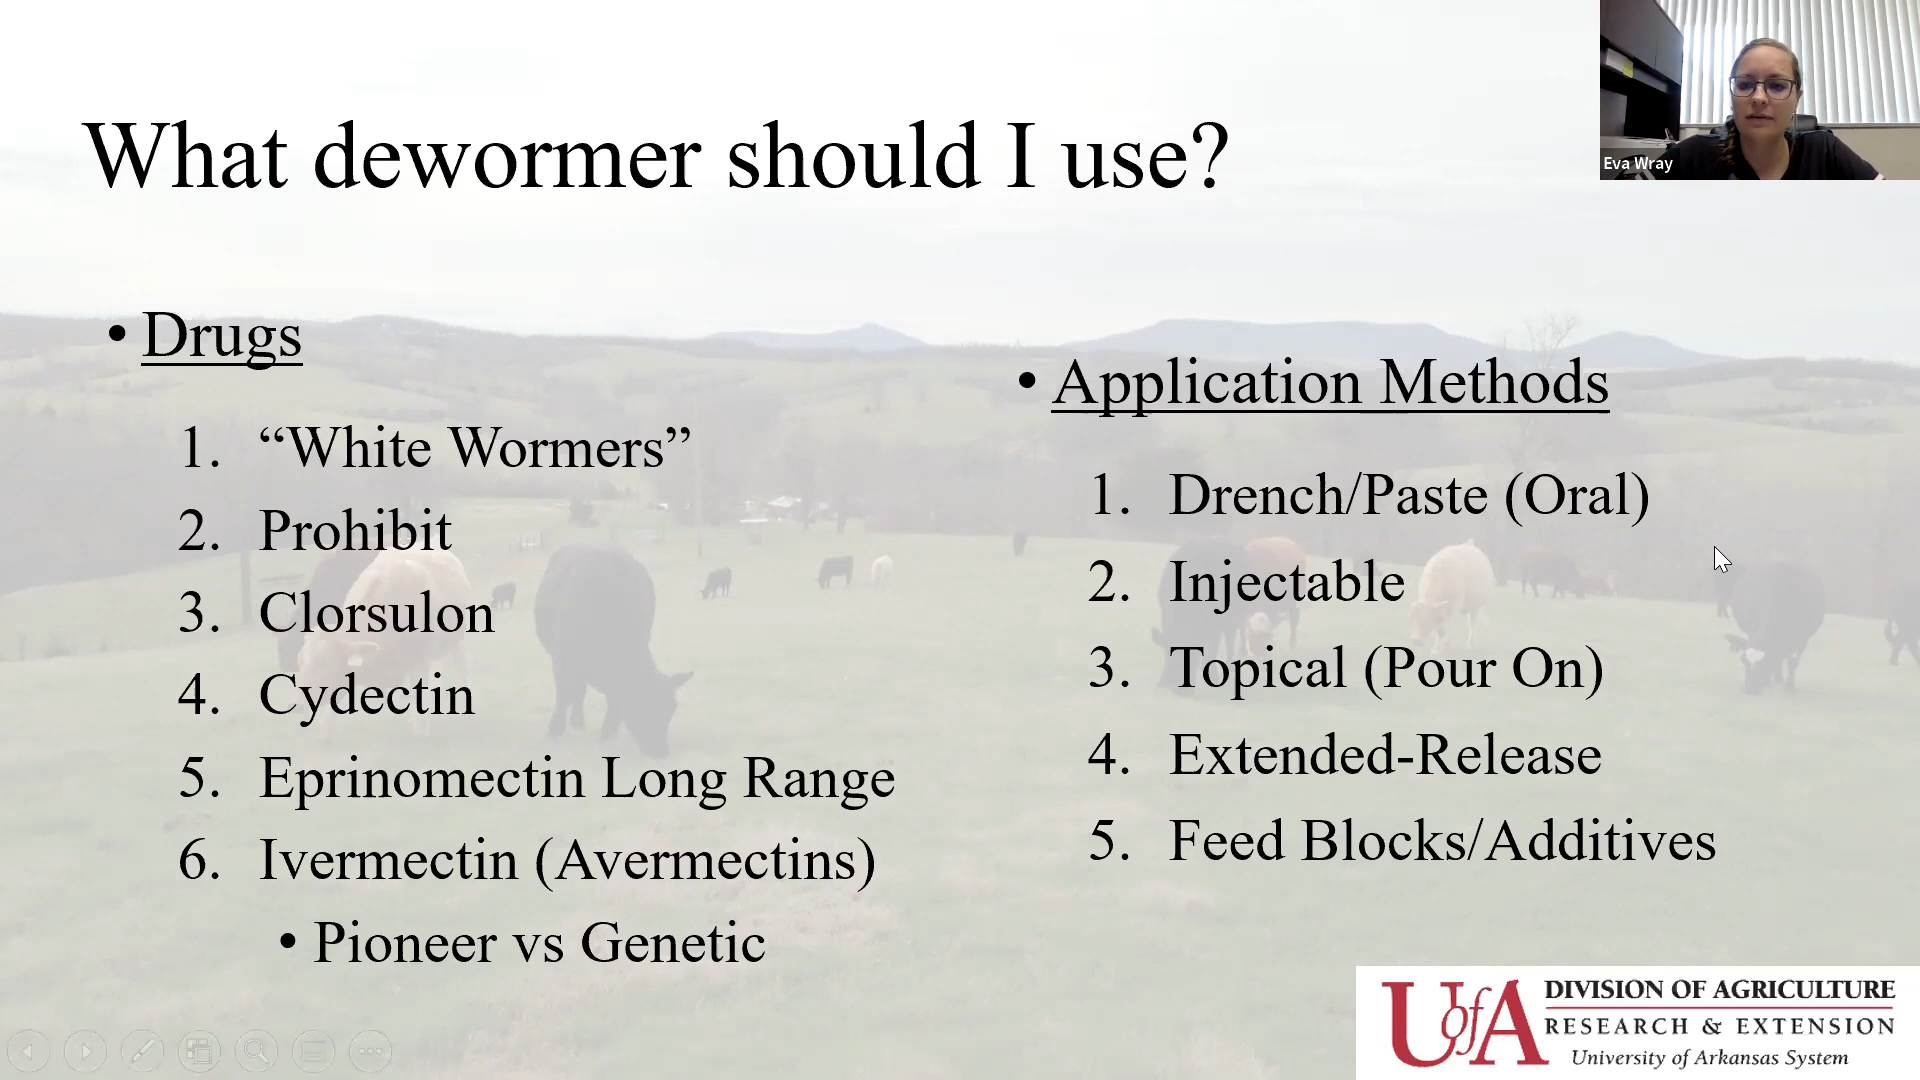 What dewormer should I use?
• Drugs
1. “White Wormers”
2. Prohibit
3. Clorsulon
4. Cydectin
5. Eprinomectin Long Range
6. Ivermectin (Avermectins)
• Pioneer vs Genetic
• Application Methods
1. Drench/Paste (Oral)
2. Injectable
3. Topical (Pour On)
4. Extended-Release
5. Feed Blocks/Additives
Eva Wray
UofA
DIVISION OF AGRICULTURE
RESEARCH & EXTENSION
University of Arkansas System